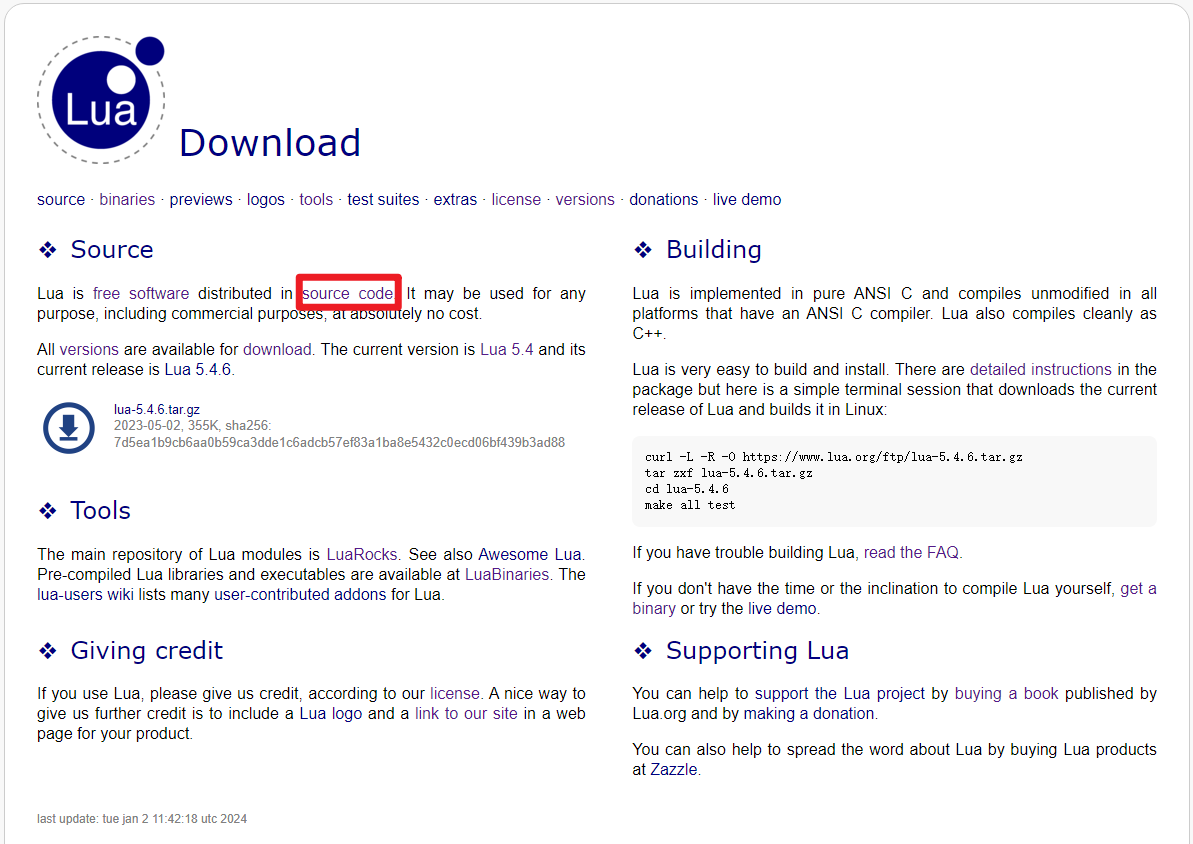 Lua
Download
source · binaries · previews · logos · tools · test suites · extras · license · versions · donations · live demo
Source
Lua is free software distributed in source code. It may be used for any
purpose, including commercial purposes, at absolutely no cost.
All versions are available for download. The current version is Lua 5.4 and its
current release is Lua 5.4.6.
lua-5.4.6.tar.gz
2023-05-02, 355K, sha256:
7d5ea1b9cb6aa0b59ca3dde1c6adcb57ef83a1ba8e5432c0ecd06bf439b3ad88
Tools
The main repository of Lua modules is LuaRocks. See also Awesome Lua.
Pre-compiled Lua libraries and executables are available at LuaBinaries. The
lua-users wiki lists many user-contributed addons for Lua.
Giving credit
If you use Lua, please give us credit, according to our license. A nice way to
give us further credit is to include a Lua logo and a link to our site in a web
page for your product.
Building
Lua is implemented in pure ANSI C and compiles unmodified in all
platforms that have an ANSI C compiler. Lua also compiles cleanly as
C++.
Lua is very easy to build and install. There are detailed instructions in the
package but here is a simple terminal session that downloads the current
release of Lua and builds it in Linux:
curl -L -R -O https://www.lua.org/ftp/lua-5.4.6.tar.gz
tar zxf lua-5.4.6.tar.gz
cd lua-5.4.6
make all test
If you have trouble building Lua, read the FAQ.
If you don't have the time or the inclination to compile Lua yourself, get a
binary or try the live demo.
Supporting Lua
You can help to support the Lua project by buying a book published by
Lua.org and by making a donation.
You can also help to spread the word about Lua by buying Lua products
at Zazzle.
last update: tue jan 2 11:42:18 utc 2024